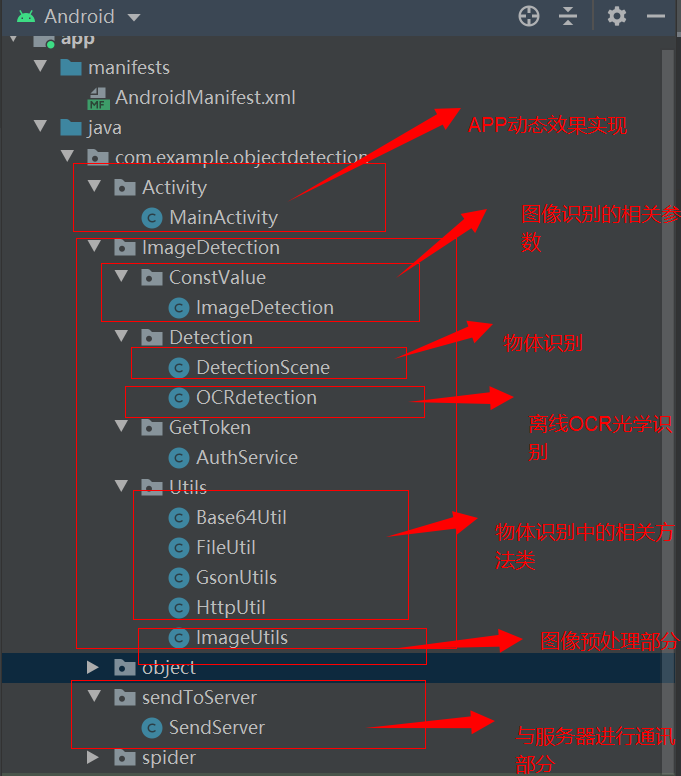 Android
app
manifests
MF AndroidManifest.xml
java
APP动态效果实现
com.example.objectdetection
Activity
C MainActivity
图像识别的相关参
数
ImageDetection
ConstValue
C ImageDetection
Detection
物体识别
C DetectionScene
C OCRdetection
离线OCR光学识
别
GetToken
C AuthService
Utils
C Base64Util
物体识别中的相关方
法类
C FileUtil
C GsonUtils
C HttpUtil
C ImageUtils
图像预处理部分
object
sendToServer
C SendServer
与服务器进行通讯
部分
spider